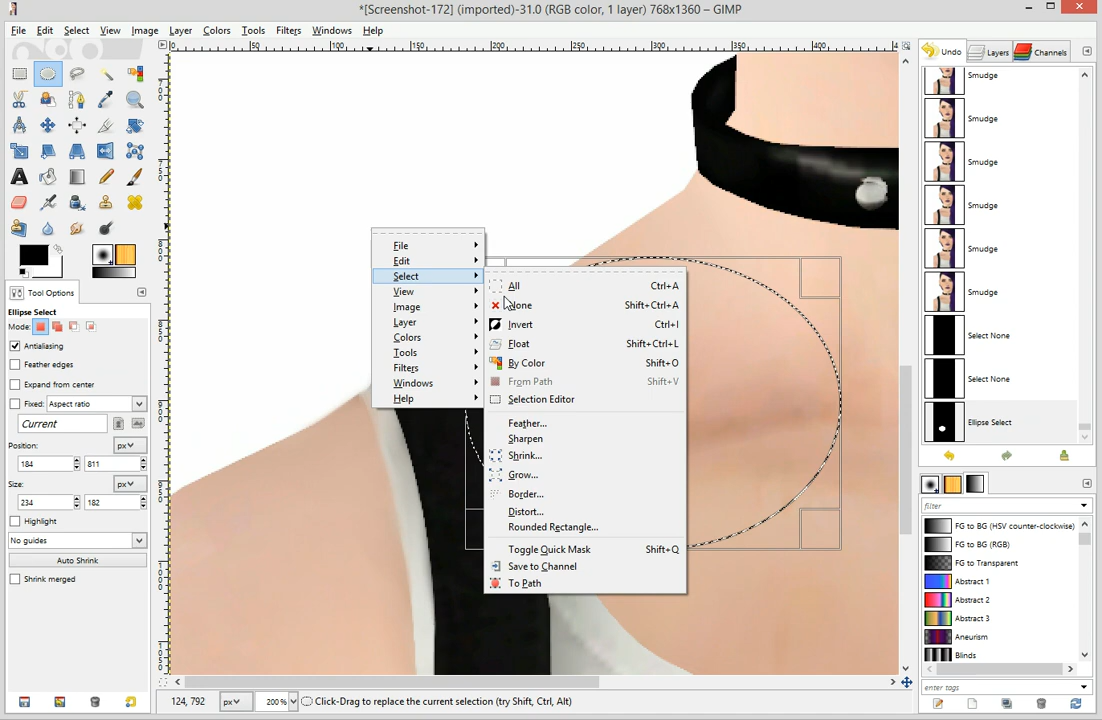 *[Screenshot-172] (imported)-31.0 (RGB color, 1 layer) 768x1360 – GIMP
File Edit Select View Image Layer Colors Tools Filters Windows Help
Undo Layers Channels
0 50 100 200 250 300 350 400
Smudge
Smudge
Smudge
Smudge
Smudge
Smudge
Select None
Select None
Ellipse Select
Tool Options
Ellipse Select
Mode:
Antialiasing
Feather edges
Expand from center
Fixed: Aspect ratio
Current
Position: px
184 811
Size: px
234 182
Highlight
No guides
Auto Shrink
Shrink merged
File
Edit
Select
View
Image
Layer
Colors
Tools
Filters
Windows
Help
All Ctrl+A
None Shift+Ctrl+A
Invert Ctrl+I
Float Shift+Ctrl+L
By Color Shift+O
From Path Shift+V
Selection Editor
Feather...
Sharpen
Shrink...
Grow...
Border...
Distort...
Rounded Rectangle...
Toggle Quick Mask Shift+Q
Save to Channel
To Path
filter
FG to BG (HSV counter-clockwise)
FG to BG (RGB)
FG to Transparent
Abstract 1
Abstract 2
Abstract 3
Aneurism
Blinds
enter tags
124, 792 px 200 % Click-Drag to replace the current selection (try Shift, Ctrl, Alt)